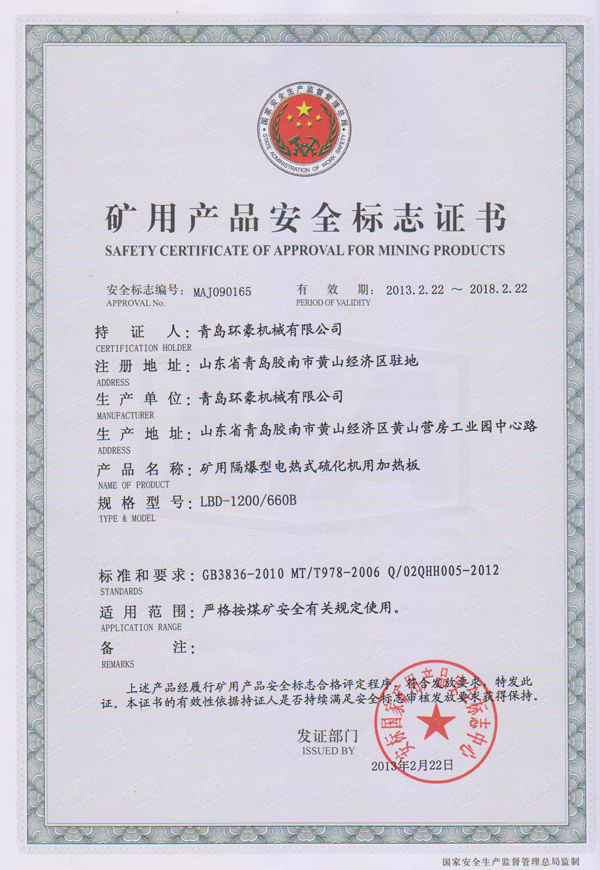 国家安全生产监督管理总局
STATE ADMINISTRATION OF WORK SAFETY
矿用产品安全标志证书
SAFETY CERTIFICATE OF APPROVAL FOR MINING PRODUCTS
安全标志编号: MAJ090165 有 效 期: 2013.2.22 ～ 2018.2.22
APPROVAL No. PERIOD OF VALIDITY
持 证 人: 青岛环豪机械有限公司
CERTIFICATION HOLDER
注 册 地 址: 山东省青岛胶南市黄山经济区驻地
ADDRESS
生 产 单 位: 青岛环豪机械有限公司
MANUFACTURER
生 产 地 址: 山东省青岛胶南市黄山经济区黄山营房工业园中心路
ADDRESS
产 品 名 称: 矿用隔爆型电热式硫化机用加热板
NAME OF PRODUCT
规 格 型 号: LBD-1200/660B
TYPE & MODEL
标准和要求: GB3836-2010 MT/T978-2006 Q/02QHH005-2012
STANDARDS
适 用 范 围: 严格按煤矿安全有关规定使用。
APPLICATION RANGE
备 注:
REMARKS
上述产品经履行矿用产品安全标志合格评定程序，符合发放要求，特发此
证。本证书的有效性依据持证人是否持续满足安全标志审核发放要求获得保持。
发证部门
ISSUED BY
安标国家矿用产品安全标志中心
2013年2月22日
国家安全生产监督管理总局监制